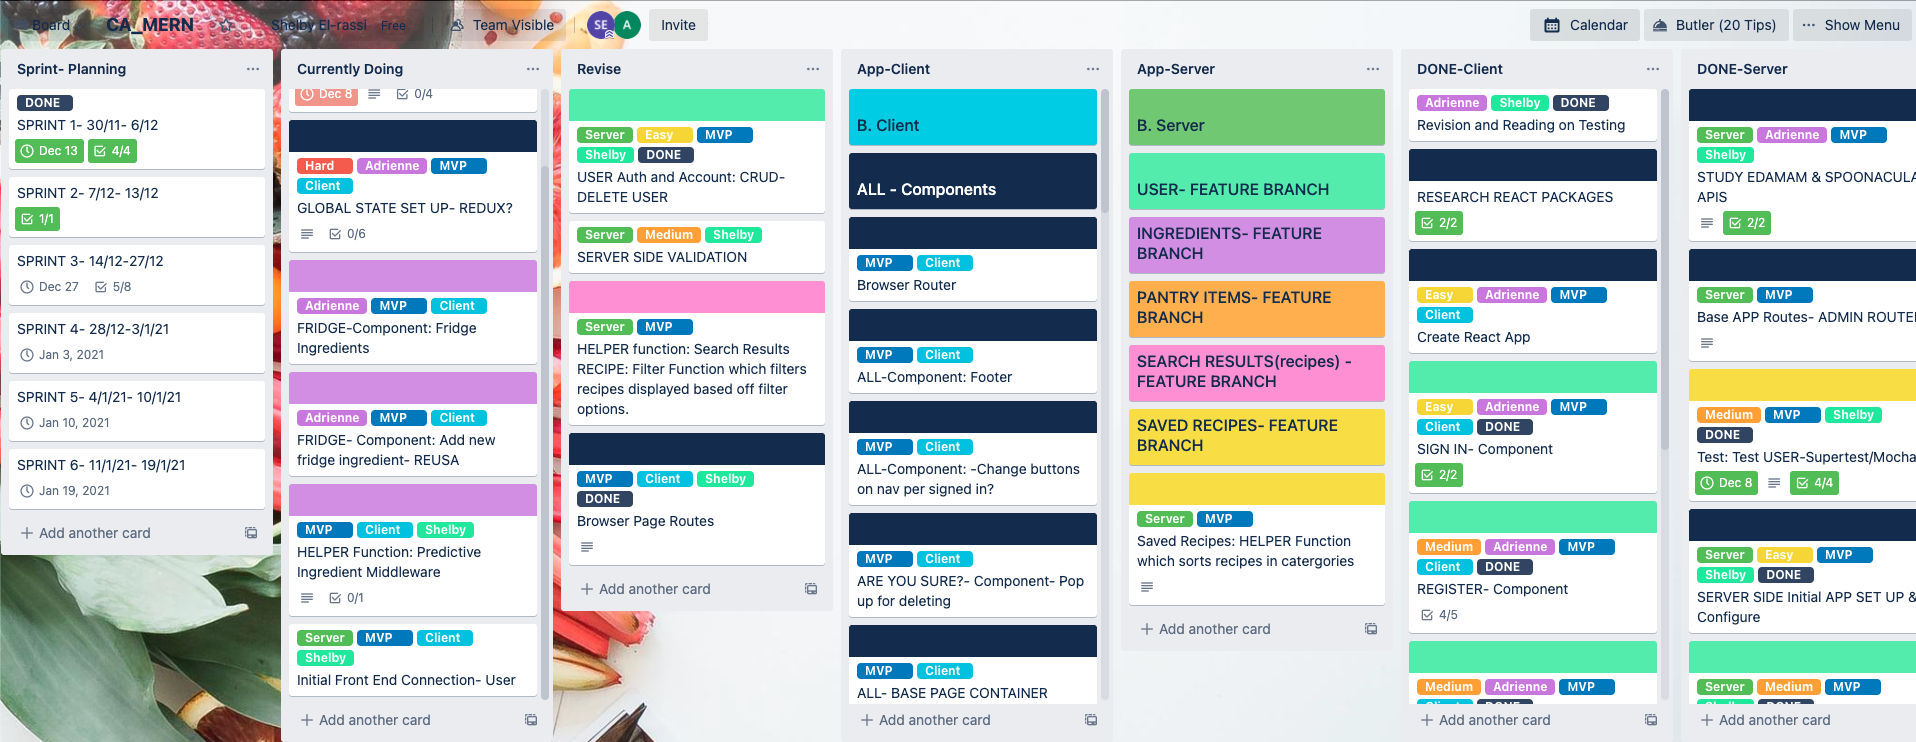 Board
CA_MERN
Shelby El-rassi
Free
Team Visible
SE
A
Invite
Calendar
Butler (20 Tips)
Show Menu
Sprint- Planning
DONE
SPRINT 1- 30/11- 6/12
Dec 13
4/4
SPRINT 2- 7/12- 13/12
1/1
SPRINT 3- 14/12-27/12
Dec 27
5/8
SPRINT 4- 28/12-3/1/21
Jan 3, 2021
SPRINT 5- 4/1/21- 10/1/21
Jan 10, 2021
SPRINT 6- 11/1/21- 19/1/21
Jan 19, 2021
Add another card
Currently Doing
Dec 8
0/4
Hard Adrienne MVP
Client
GLOBAL STATE SET UP- REDUX?
0/6
Adrienne MVP Client
FRIDGE-Component: Fridge
Ingredients
Adrienne MVP Client
FRIDGE- Component: Add new
fridge ingredient- REUSA
MVP Client Shelby
HELPER Function: Predictive
Ingredient Middleware
0/1
Server MVP Client
Shelby
Initial Front End Connection- User
Add another card
Revise
Server Easy MVP
Shelby DONE
USER Auth and Account: CRUD-
DELETE USER
Server Medium Shelby
SERVER SIDE VALIDATION
Server MVP
HELPER function: Search Results
RECIPE: Filter Function which filters
recipes displayed based off filter
options.
MVP Client Shelby
DONE
Browser Page Routes
Add another card
App-Client
B. Client
ALL - Components
MVP Client
Browser Router
MVP Client
ALL-Component: Footer
MVP Client
ALL-Component: -Change buttons
on nav per signed in?
MVP Client
ARE YOU SURE?- Component- Pop
up for deleting
MVP Client
ALL- BASE PAGE CONTAINER
Add another card
App-Server
B. Server
USER- FEATURE BRANCH
INGREDIENTS- FEATURE
BRANCH
PANTRY ITEMS- FEATURE
BRANCH
SEARCH RESULTS(recipes) -
FEATURE BRANCH
SAVED RECIPES- FEATURE
BRANCH
Server MVP
Saved Recipes: HELPER Function
which sorts recipes in catergories
Add another card
DONE-Client
Adrienne Shelby DONE
Revision and Reading on Testing
RESEARCH REACT PACKAGES
2/2
Easy Adrienne MVP
Client
Create React App
Easy Adrienne MVP
Client DONE
SIGN IN- Component
2/2
Medium Adrienne MVP
Client DONE
REGISTER- Component
4/5
Medium Adrienne MVP
Client DONE
Add another card
DONE-Server
Server Adrienne MVP
Shelby
STUDY EDAMAM & SPOONACULA
APIS
2/2
Server MVP
Base APP Routes- ADMIN ROUTE
Medium MVP Shelby
DONE
Test: Test USER-Supertest/Mocha
Dec 8
4/4
Server Easy MVP
Shelby DONE
SERVER SIDE Initial APP SET UP &
Configure
Server Medium MVP
Shelby DONE
Add another card